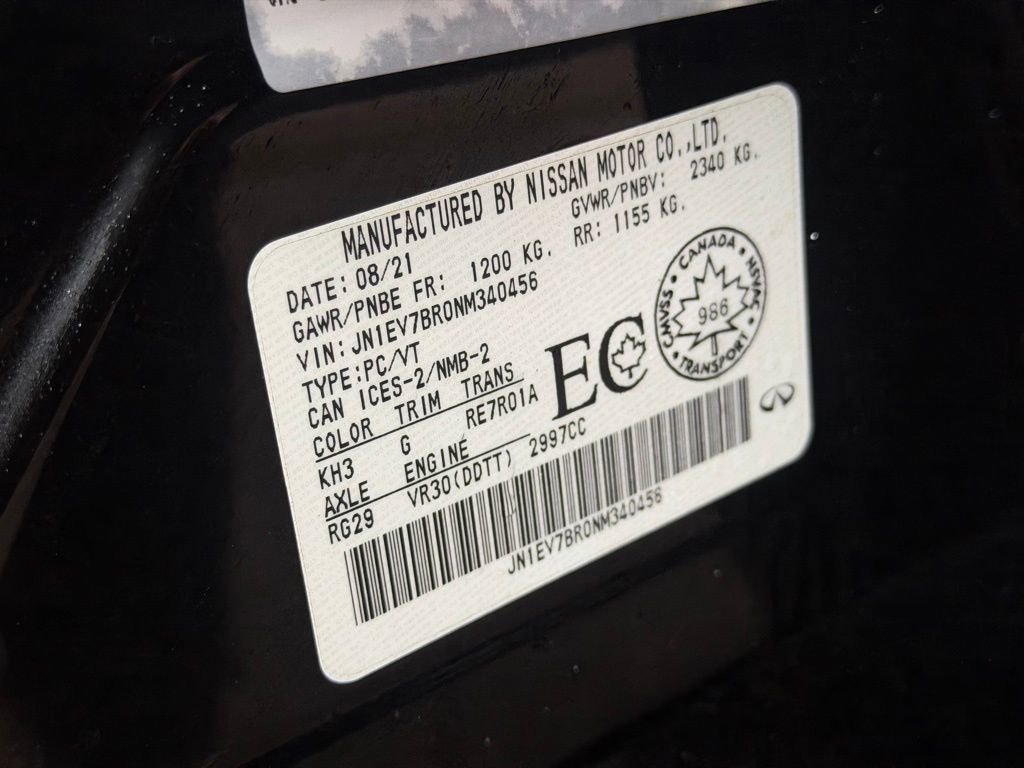 VIN
MANUFACTURED BY NISSAN MOTOR CO.,LTD.
DATE: 08/21 GVWR/PNBV: 2340 KG.
GAWR/PNBE FR: 1200 KG. RR: 1155 KG.
VIN: JN1EV7BR0NM340456
TYPE:PC/VT
CAN ICES-2/NMB-2
COLOR TRIM TRANS
KH3 G RE7R01A
AXLE ENGINE
RG29 VR30(DDTT) 2997CC
EC
CANADA
CMVSS NSVAC
986
TRANSPORT
JN1EV7BR0NM340456